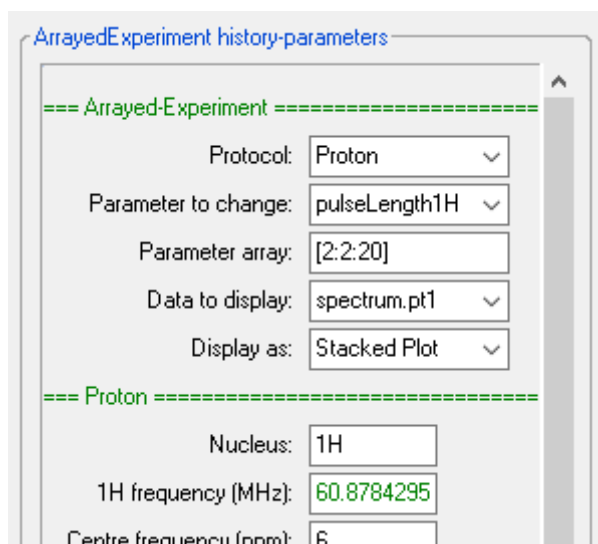 ArrayedExperiment history-parameters
=== Arrayed-Experiment ======================
Protocol: Proton
Parameter to change: pulseLength1H
Parameter array: [2:2:20]
Data to display: spectrum.pt1
Display as: Stacked Plot
=== Proton ================================
Nucleus: 1H
1H frequency (MHz): 60.8784295
Centre frequency (ppm): 6